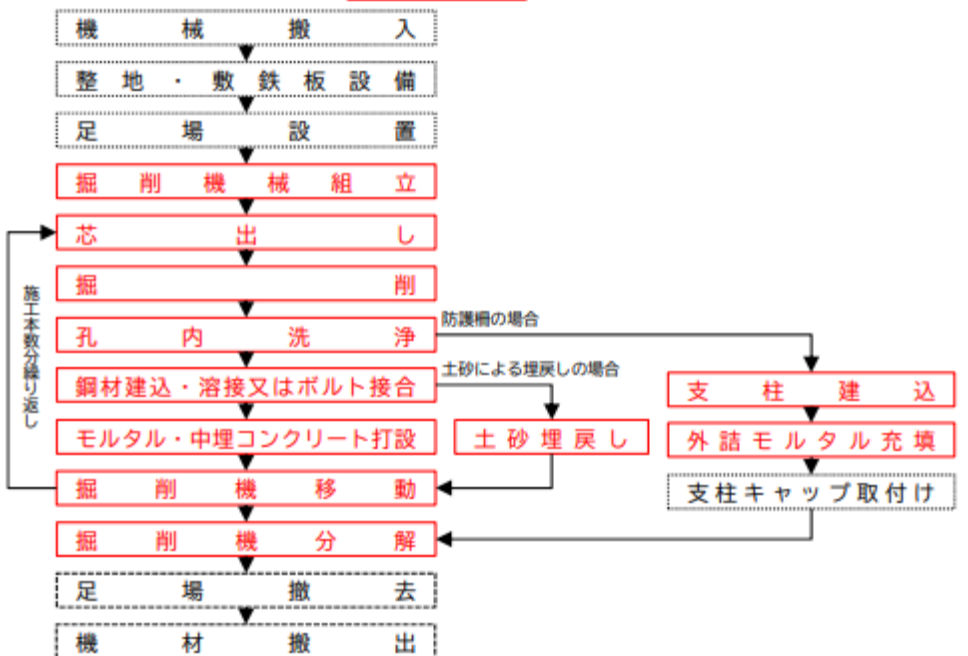 機械搬入
整地・敷鉄板設備
足場設置
掘削機械組立
芯出し
掘削
孔内洗浄
防護柵の場合
鋼材建込・溶接又はボルト接合
土砂による埋戻しの場合
モルタル・中埋コンクリート打設
土砂埋戻し
掘削機移動
掘削機分解
足場撤去
機材搬出
施工本数分繰り返し
支柱建込
外詰モルタル充填
支柱キャップ取付け